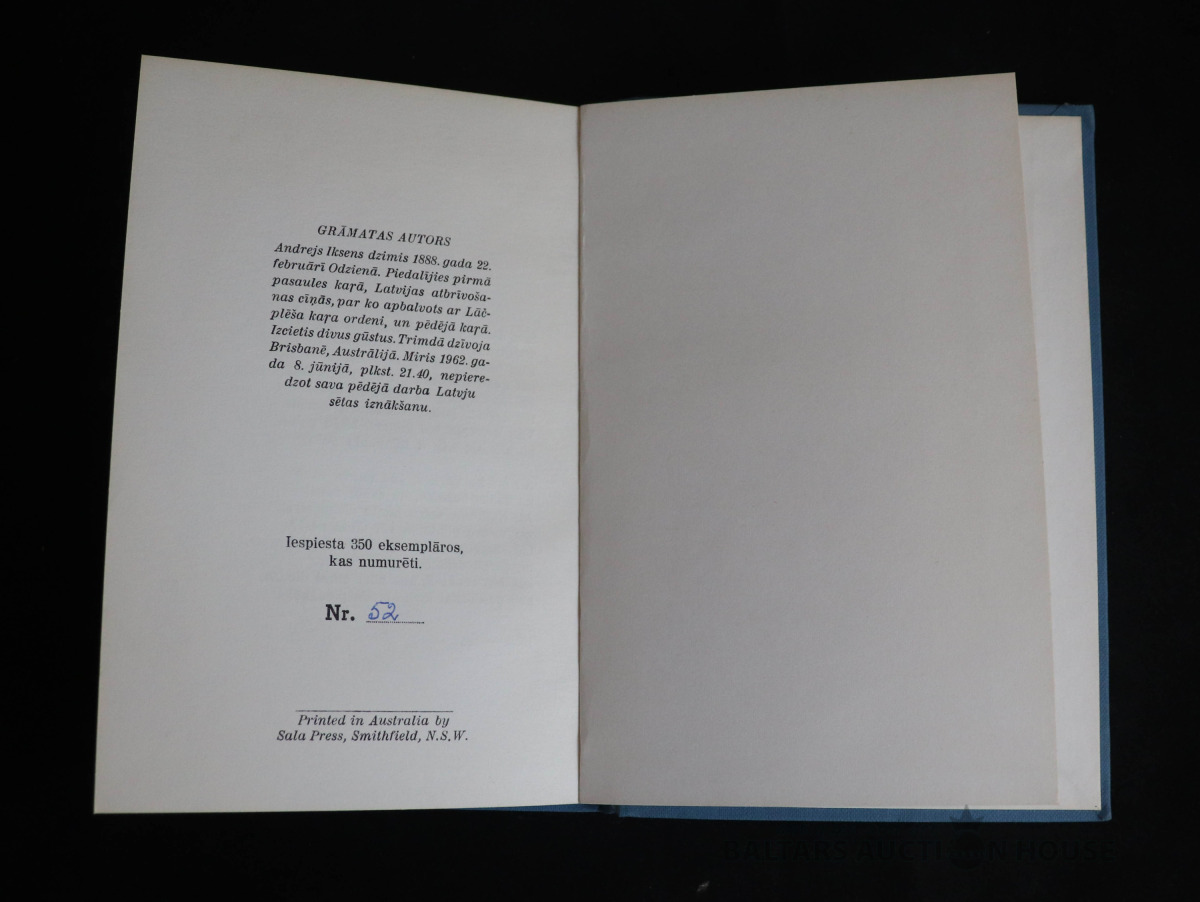 GRĀMATAS AUTORS
Andrejs Iksens dzimis 1888. gada 22.
februārī Odzienā. Piedalījies pirmā
pasaules kaŗā, Latvijas atbrīvoša-
nas cīņās, par ko apbalvots ar Lāč-
plēša kaŗa ordeni, un pēdējā kaŗā.
Izcietis divus gūstus. Trimdā dzīvoja
Brisbanē, Austrālijā. Miris 1962. ga-
da 8. jūnijā, plkst. 21.40, nepiere-
dzot sava pēdējā darba Latvju
sētas iznākšanu.
Iespiesta 350 eksemplāros,
kas numurēti.
Nr. 52
Printed in Australia by
Sala Press, Smithfield, N.S.W.
BALTARS AUCTION HOUSE